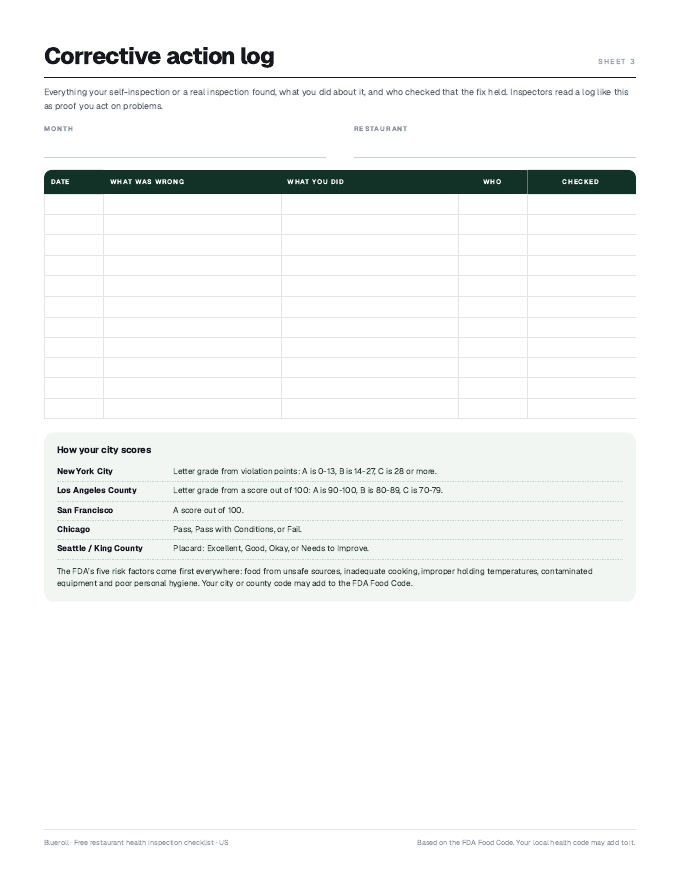 Corrective action log
SHEET 3
Everything your self-inspection or a real inspection found, what you did about it, and who checked that the fix held. Inspectors read a log like this
as proof you act on problems.
MONTH
RESTAURANT
DATE
WHAT WAS WRONG
WHAT YOU DID
WHO
CHECKED
How your city scores
New York City
Letter grade from violation points: A is 0-13, B is 14-27, C is 28 or more.
Los Angeles County
Letter grade from a score out of 100: A is 90-100, B is 80-89, C is 70-79.
San Francisco
A score out of 100.
Chicago
Pass, Pass with Conditions, or Fail.
Seattle / King County
Placard: Excellent, Good, Okay, or Needs to Improve.
The FDA's five risk factors come first everywhere: food from unsafe sources, inadequate cooking, improper holding temperatures, contaminated
equipment and poor personal hygiene. Your city or county code may add to the FDA Food Code.
Blueroll · Free restaurant health inspection checklist · US
Based on the FDA Food Code. Your local health code may add to it.